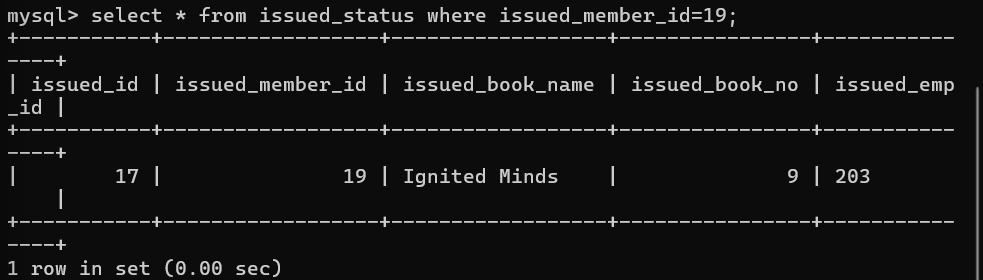 mysql> select * from issued_status where issued_member_id=19;
+-----------+------------------+------------------+----------------+-----------
----+
| issued_id | issued_member_id | issued_book_name | issued_book_no | issued_emp
_id |
+-----------+------------------+------------------+----------------+-----------
----+
|        17 |               19 | Ignited Minds    |              9 | 203
    |
+-----------+------------------+------------------+----------------+-----------
----+
1 row in set (0.00 sec)